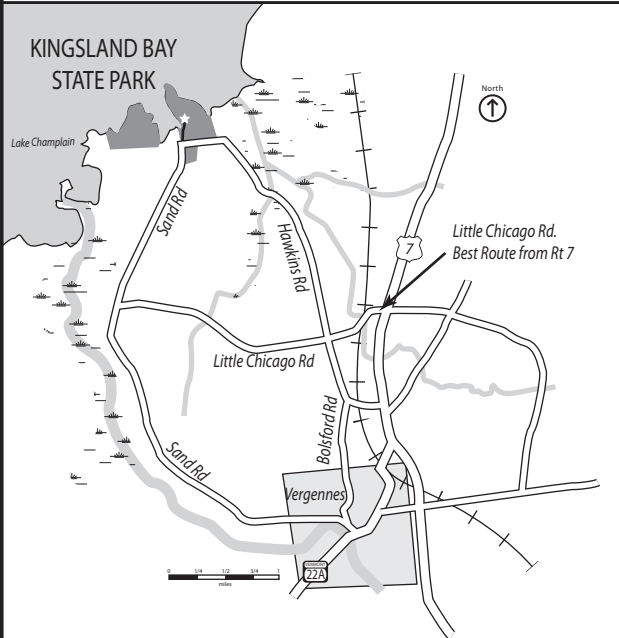 KINGSLAND BAY
STATE PARK
North
Lake Champlain
Sand Rd
Hawkins Rd
7
Little Chicago Rd.
Best Route from Rt 7
Little Chicago Rd
Bolsford Rd
Sand Rd
Vergennes
VERMONT
22A
0 1/4 1/2 3/4 1
miles